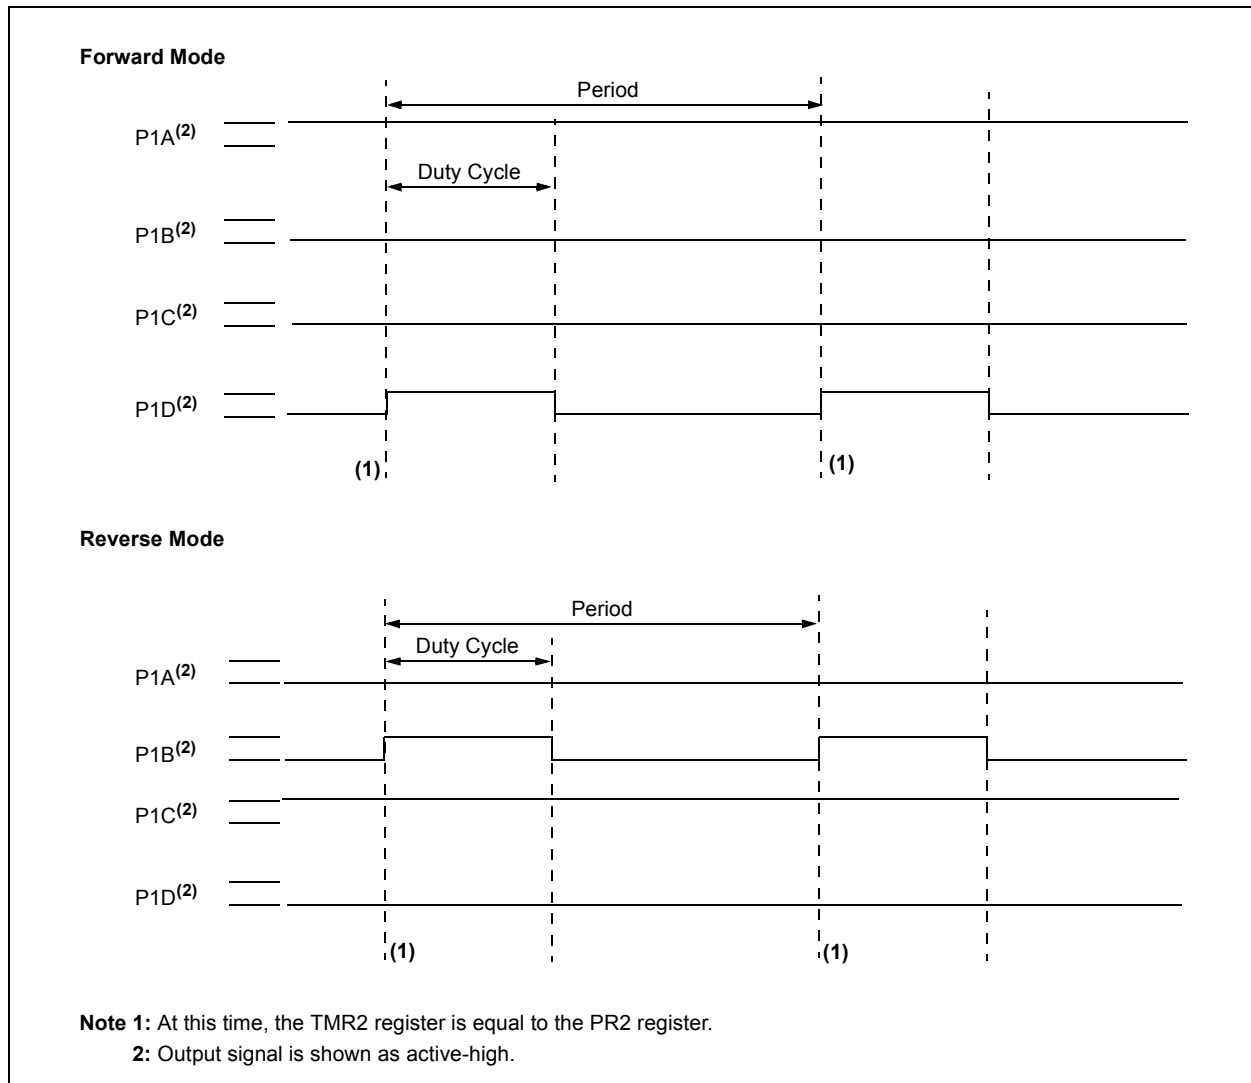 Forward Mode
Period
P1A(2)
Duty Cycle
P1B(2)
P1C(2)
P1D(2)
(1)
(1)
Reverse Mode
Period
Duty Cycle
P1A(2)
P1B(2)
P1C(2)
P1D(2)
(1)
(1)
Note 1: At this time, the TMR2 register is equal to the PR2 register.
2: Output signal is shown as active-high.